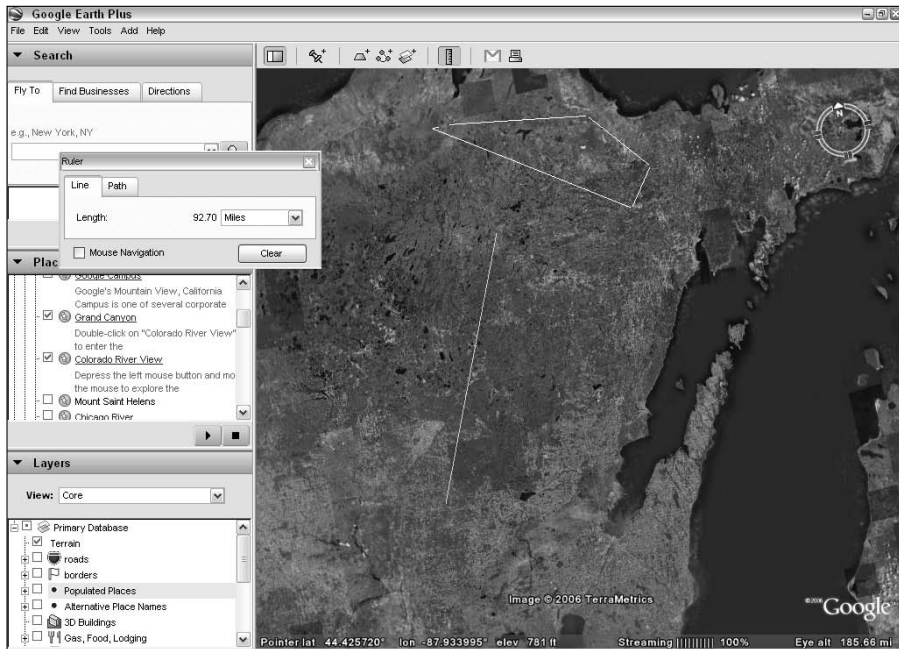 Google Earth Plus
File Edit View Tools Add Help
Search
Fly To Find Businesses Directions
e.g., New York, NY
Ruler
Line Path
Length: 92.70 Miles
Mouse Navigation Clear
Plac
Google Campus
Google's Mountain View, California
Campus is one of several corporate
Grand Canyon
Double-click on "Colorado River View"
to enter the
Colorado River View
Depress the left mouse button and mo
the mouse to explore the
Mount Saint Helens
Chicago River
Layers
View: Core
Primary Database
Terrain
roads
borders
Populated Places
Alternative Place Names
3D Buildings
Gas, Food, Lodging
N
Image © 2006 TerraMetrics
©2006 Google
Pointer lat 44.425720° lon -87.933995° elev 781 ft Streaming |||||||||| 100% Eye alt 185.66 mi